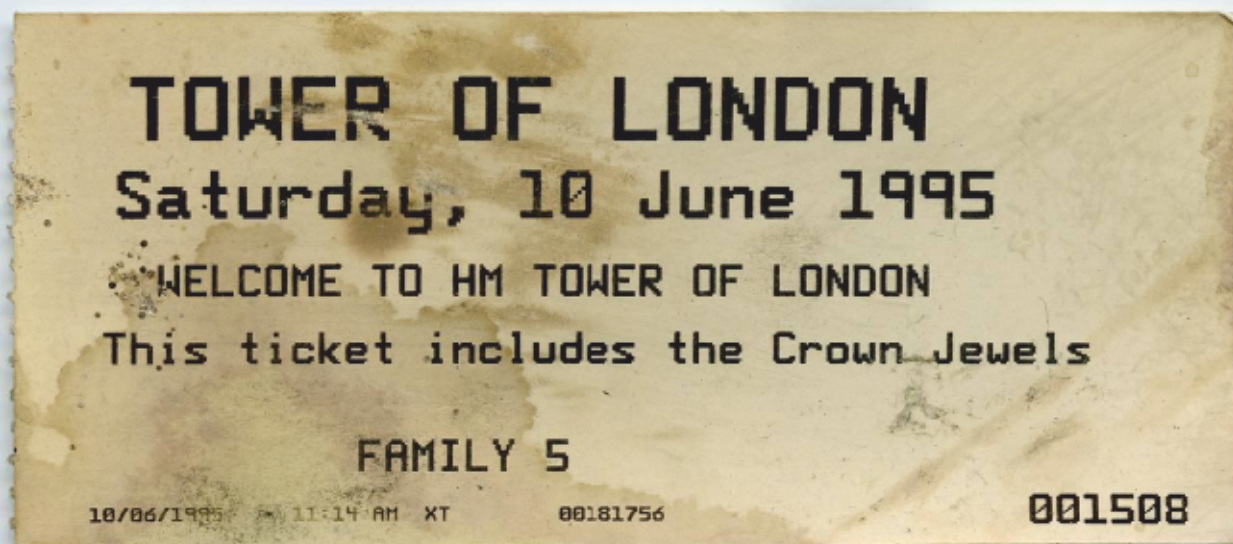 TOWER OF LONDON
Saturday, 10 June 1995
WELCOME TO HM TOWER OF LONDON
This ticket includes the Crown Jewels
FAMILY 5
10/06/1995 11:14 AM XT 00181756
001508